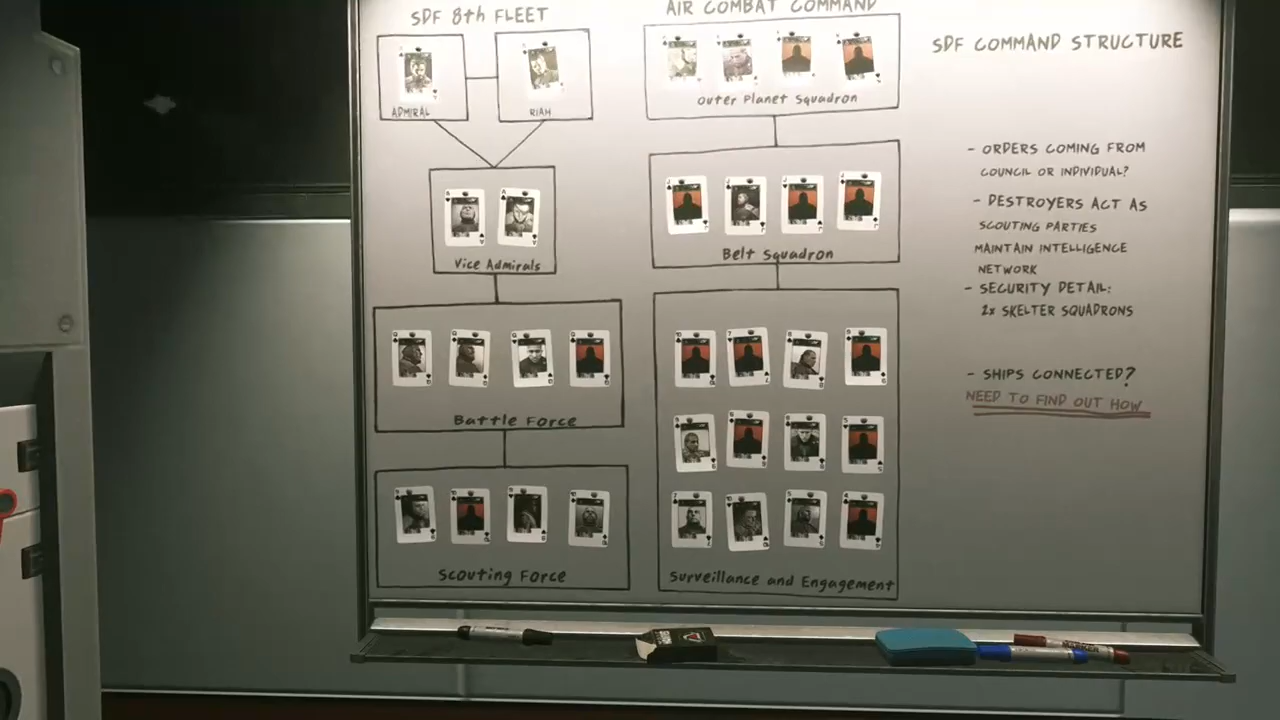 SDF 8th FLEET
ADMIRAL
RIAH
Vice Admirals
Battle Force
Scouting Force
AIR COMBAT COMMAND
Outer Planet Squadron
Belt Squadron
Surveillance and Engagement
SDF COMMAND STRUCTURE
- ORDERS COMING FROM
COUNCIL OR INDIVIDUAL?
- DESTROYERS ACT AS
SCOUTING PARTIES
MAINTAIN INTELLIGENCE
NETWORK
- SECURITY DETAIL:
2x SKELTER SQUADRONS
- SHIPS CONNECTED?
NEED TO FIND OUT HOW